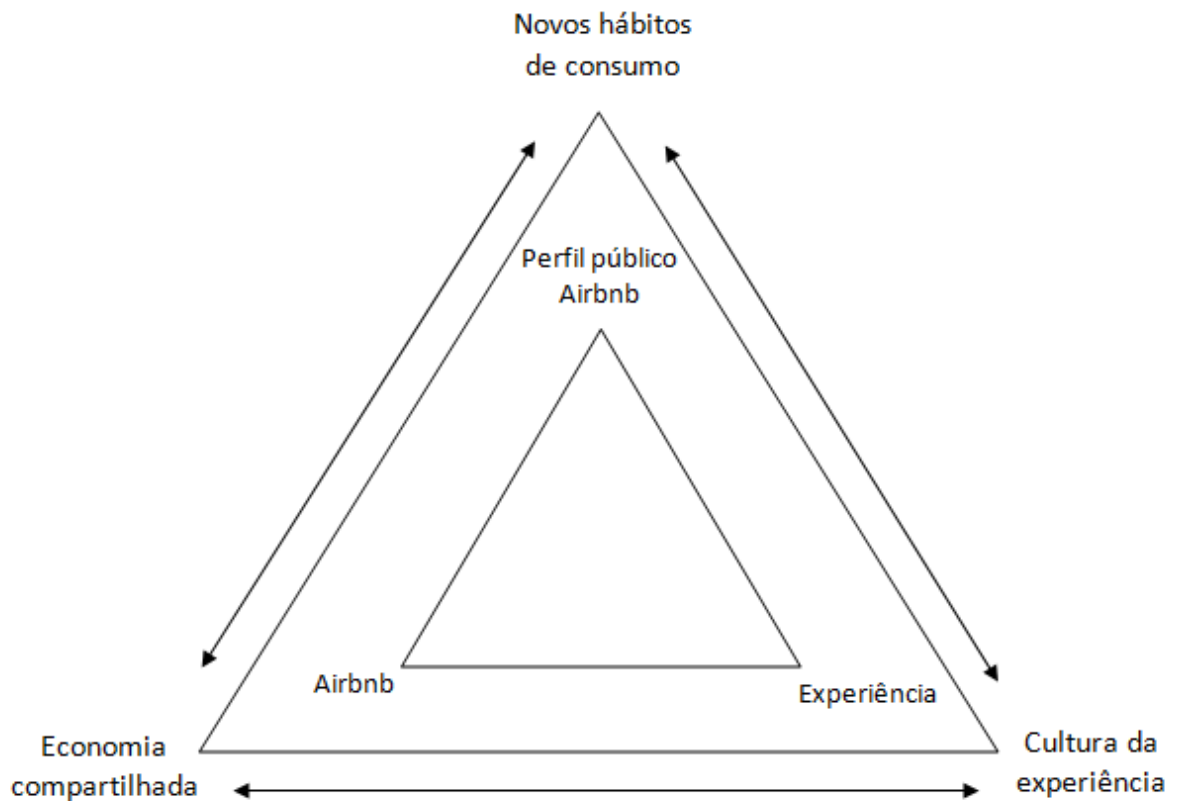 Novos hábitos
de consumo
Perfil público
Airbnb
Airbnb
Experiência
Economia
compartilhada
Cultura da
experiência